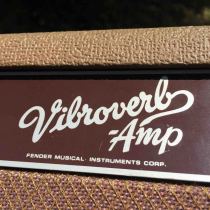 Vibroverb
-Amp
FENDER MUSICAL INSTRUMENTS CORP.